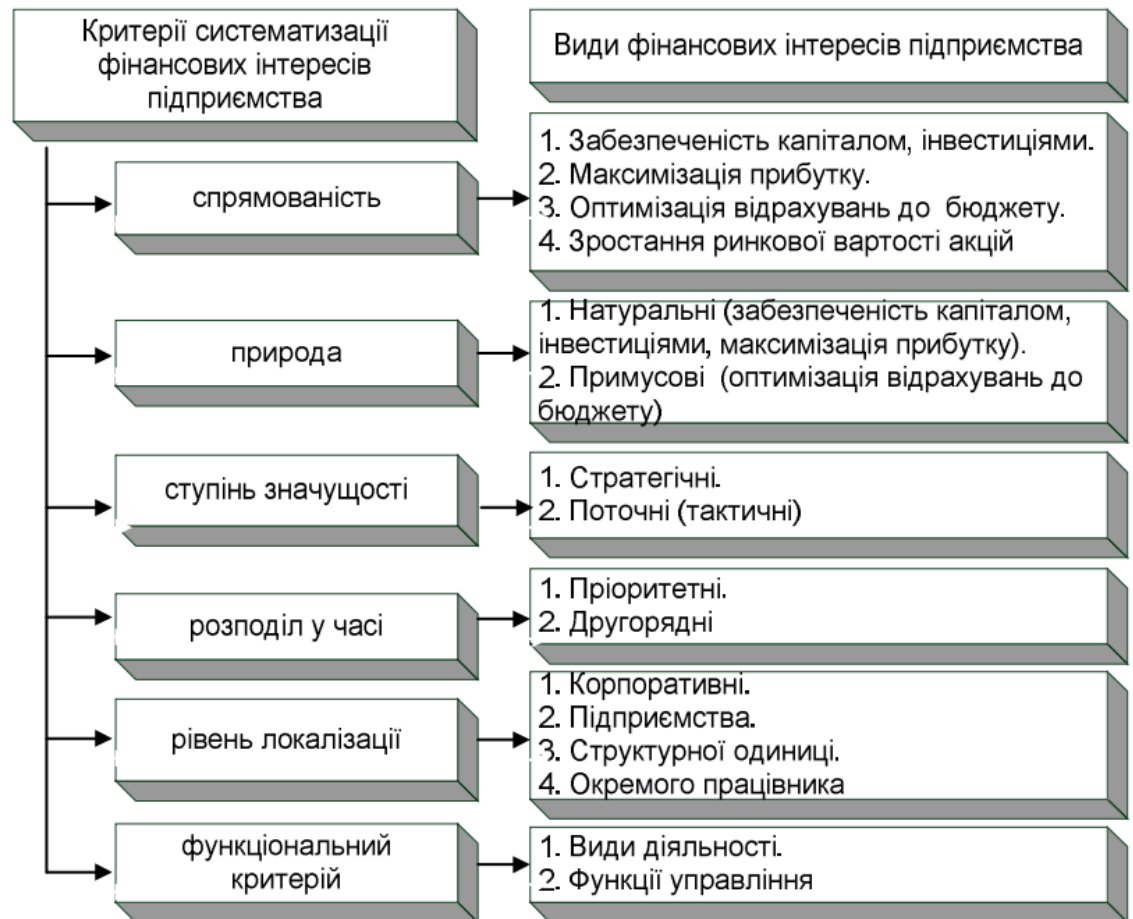 Критерії систематизації
фінансових інтересів
підприємства
Види фінансових інтересів підприємства
спрямованість
1. Забезпеченість капіталом, інвестиціями.
2. Максимізація прибутку.
3. Оптимізація відрахувань до бюджету.
4. Зростання ринкової вартості акцій
природа
1. Натуральні (забезпеченість капіталом,
інвестиціями, максимізація прибутку).
2. Примусові (оптимізація відрахувань до
бюджету)
ступінь значущості
1. Стратегічні.
2. Поточні (тактичні)
розподіл у часі
1. Пріоритетні.
2. Другорядні
рівень локалізації
1. Корпоративні.
2. Підприємства.
3. Структурної одиниці.
4. Окремого працівника
функціональний
критерій
1. Види діяльності.
2. Функції управління